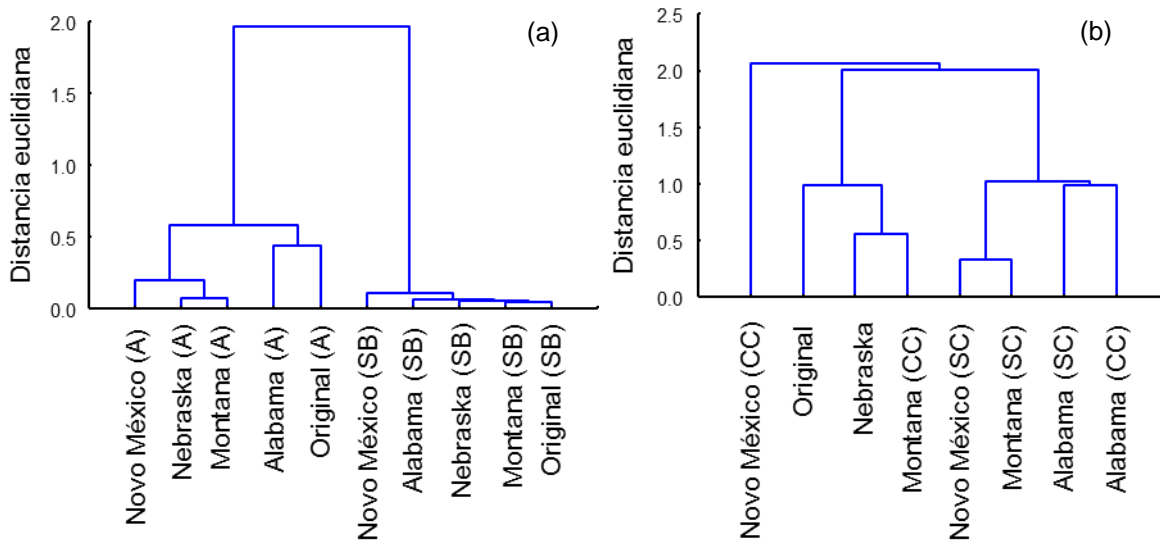 (a)
Distancia euclidiana
2.0
1.5
1.0
0.5
0.0
Novo México (A)
Nebraska (A)
Montana (A)
Alabama (A)
Original (A)
Novo México (SB)
Alabama (SB)
Nebraska (SB)
Montana (SB)
Original (SB)
(b)
Distancia euclidiana
2.5
2.0
1.5
1.0
0.5
0.0
Novo México (CC)
Original
Nebraska
Montana (CC)
Novo México (SC)
Montana (SC)
Alabama (SC)
Alabama (CC)